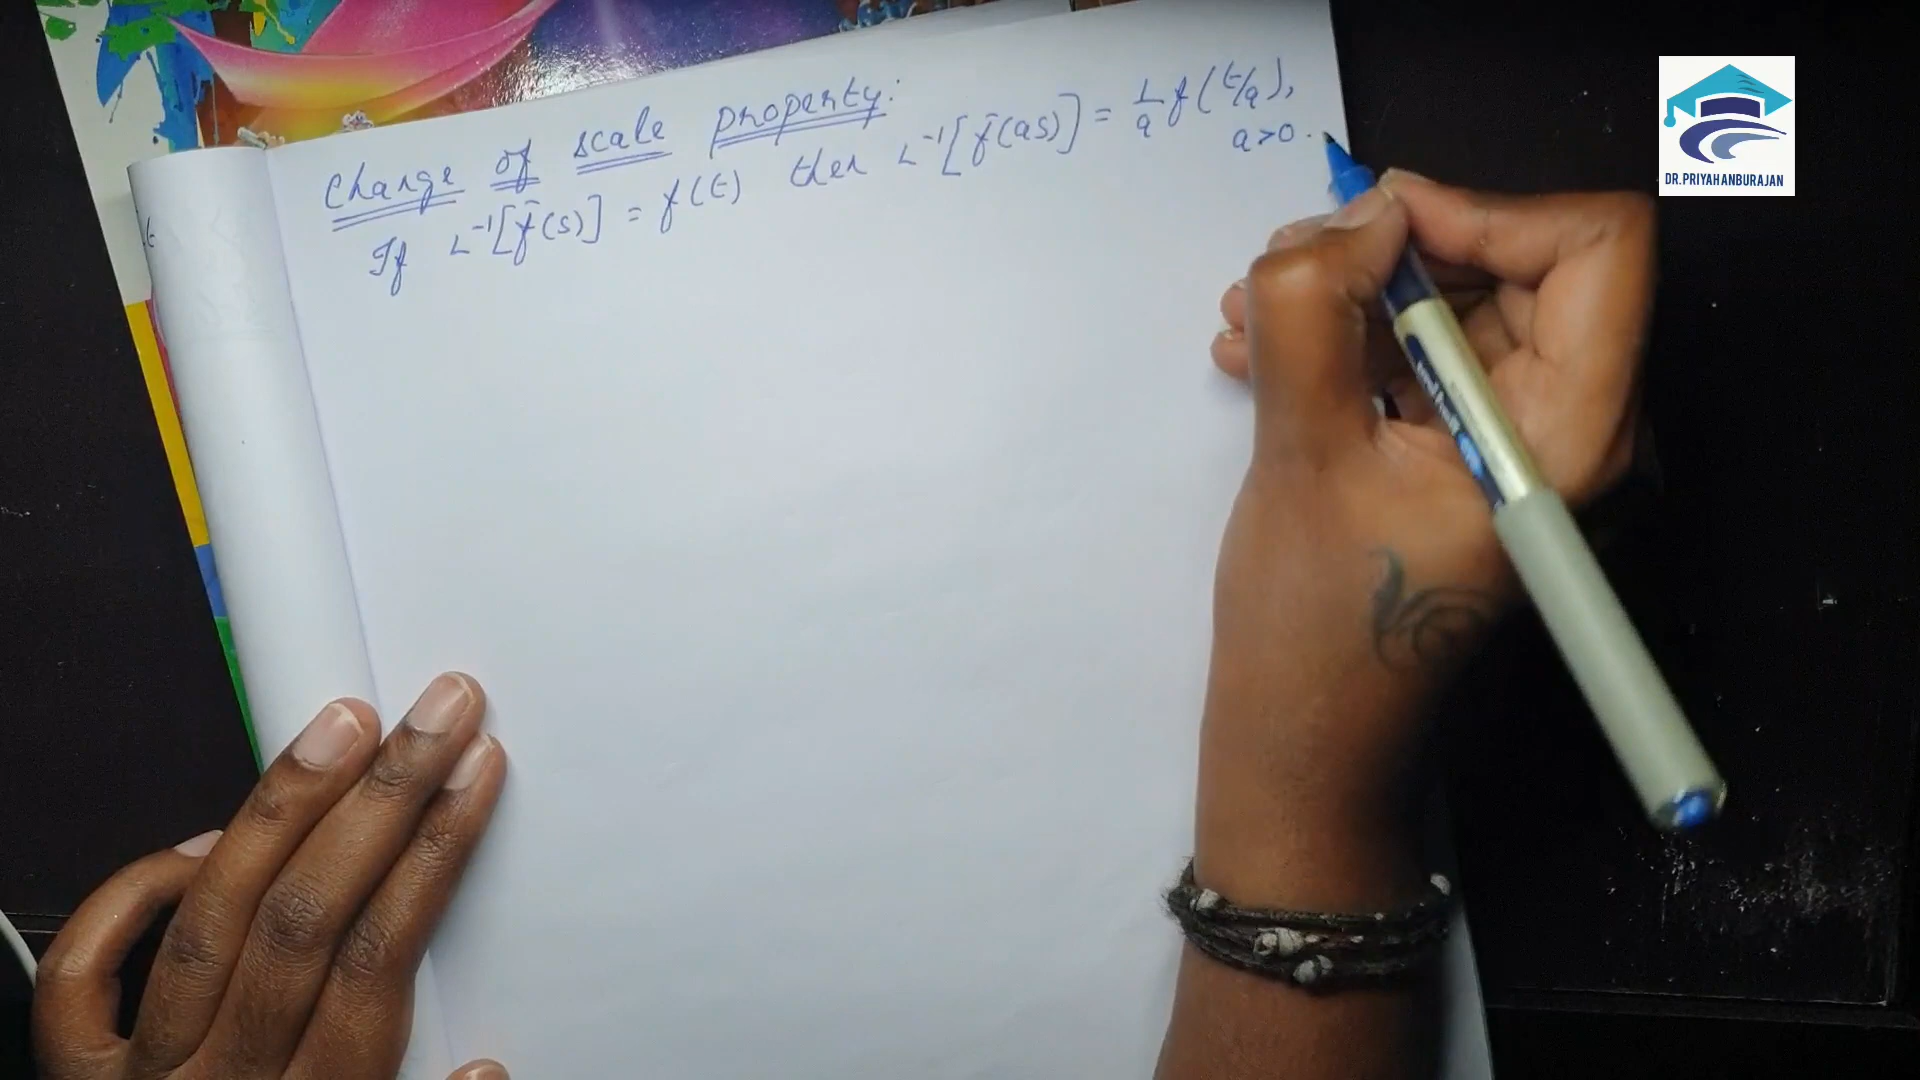 Change of scale property:
If L⁻¹[f̄(s)] = f(t) then L⁻¹[f̄(as)] = 1/a f(t/a),
a>0.
DR.PRIYAHANBURAJAN